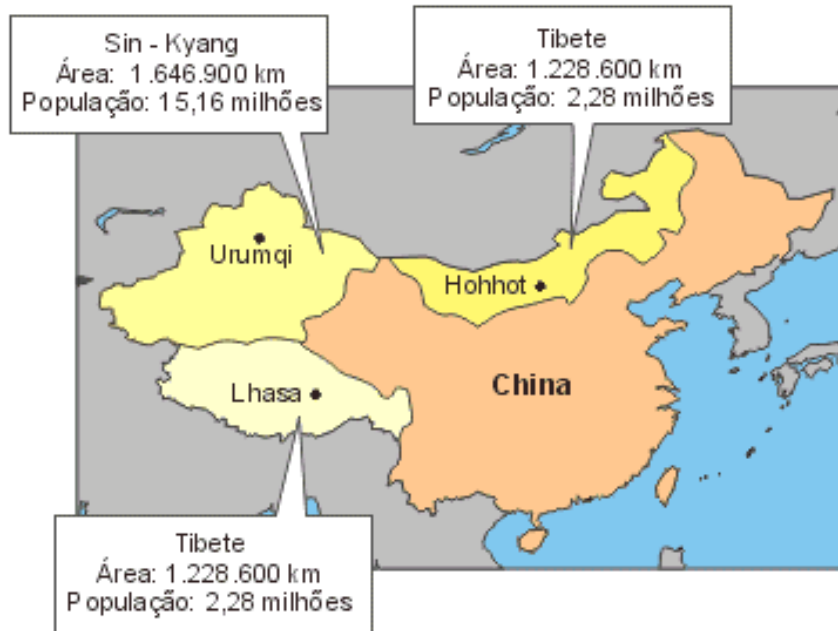 Sin - Kyang
Área: 1.646.900 km
População: 15,16 milhões
Tibete
Área: 1.228.600 km
População: 2,28 milhões
Urumqi
Hohhot
Lhasa
China
Tibete
Área: 1.228.600 km
População: 2,28 milhões